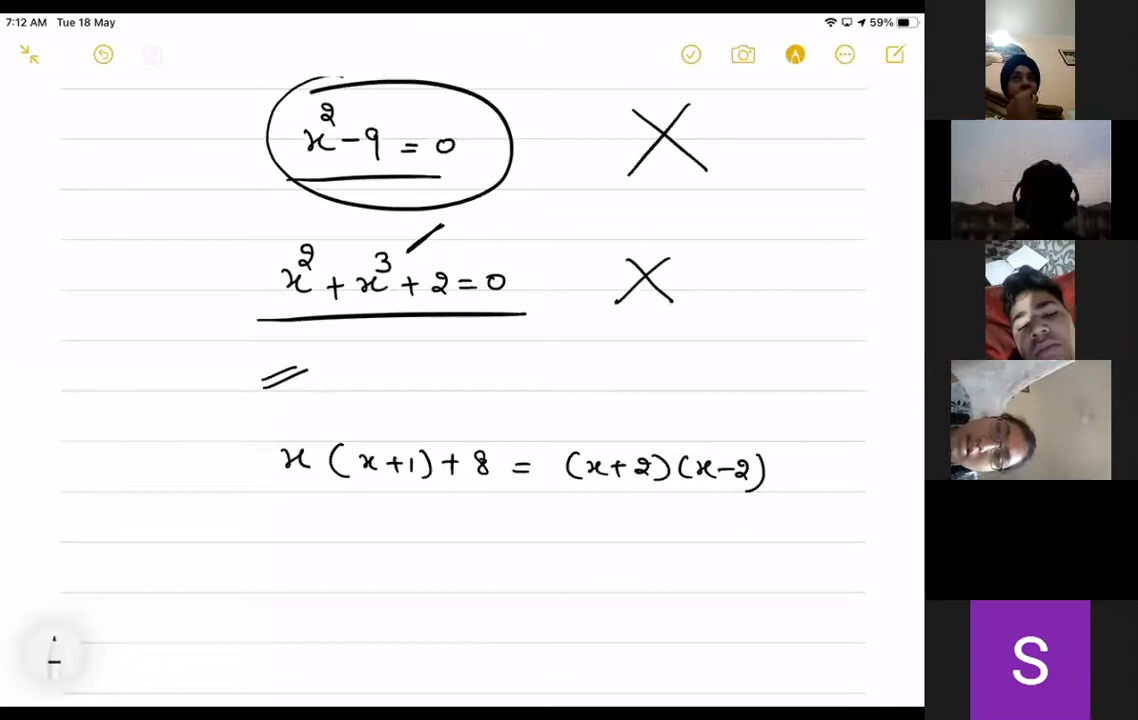 7:12 AM Tue 18 May 59%
x² - 9 = 0
x² + x³ + 2 = 0
x (x+1) + 8 = (x+2)(x-2)
S